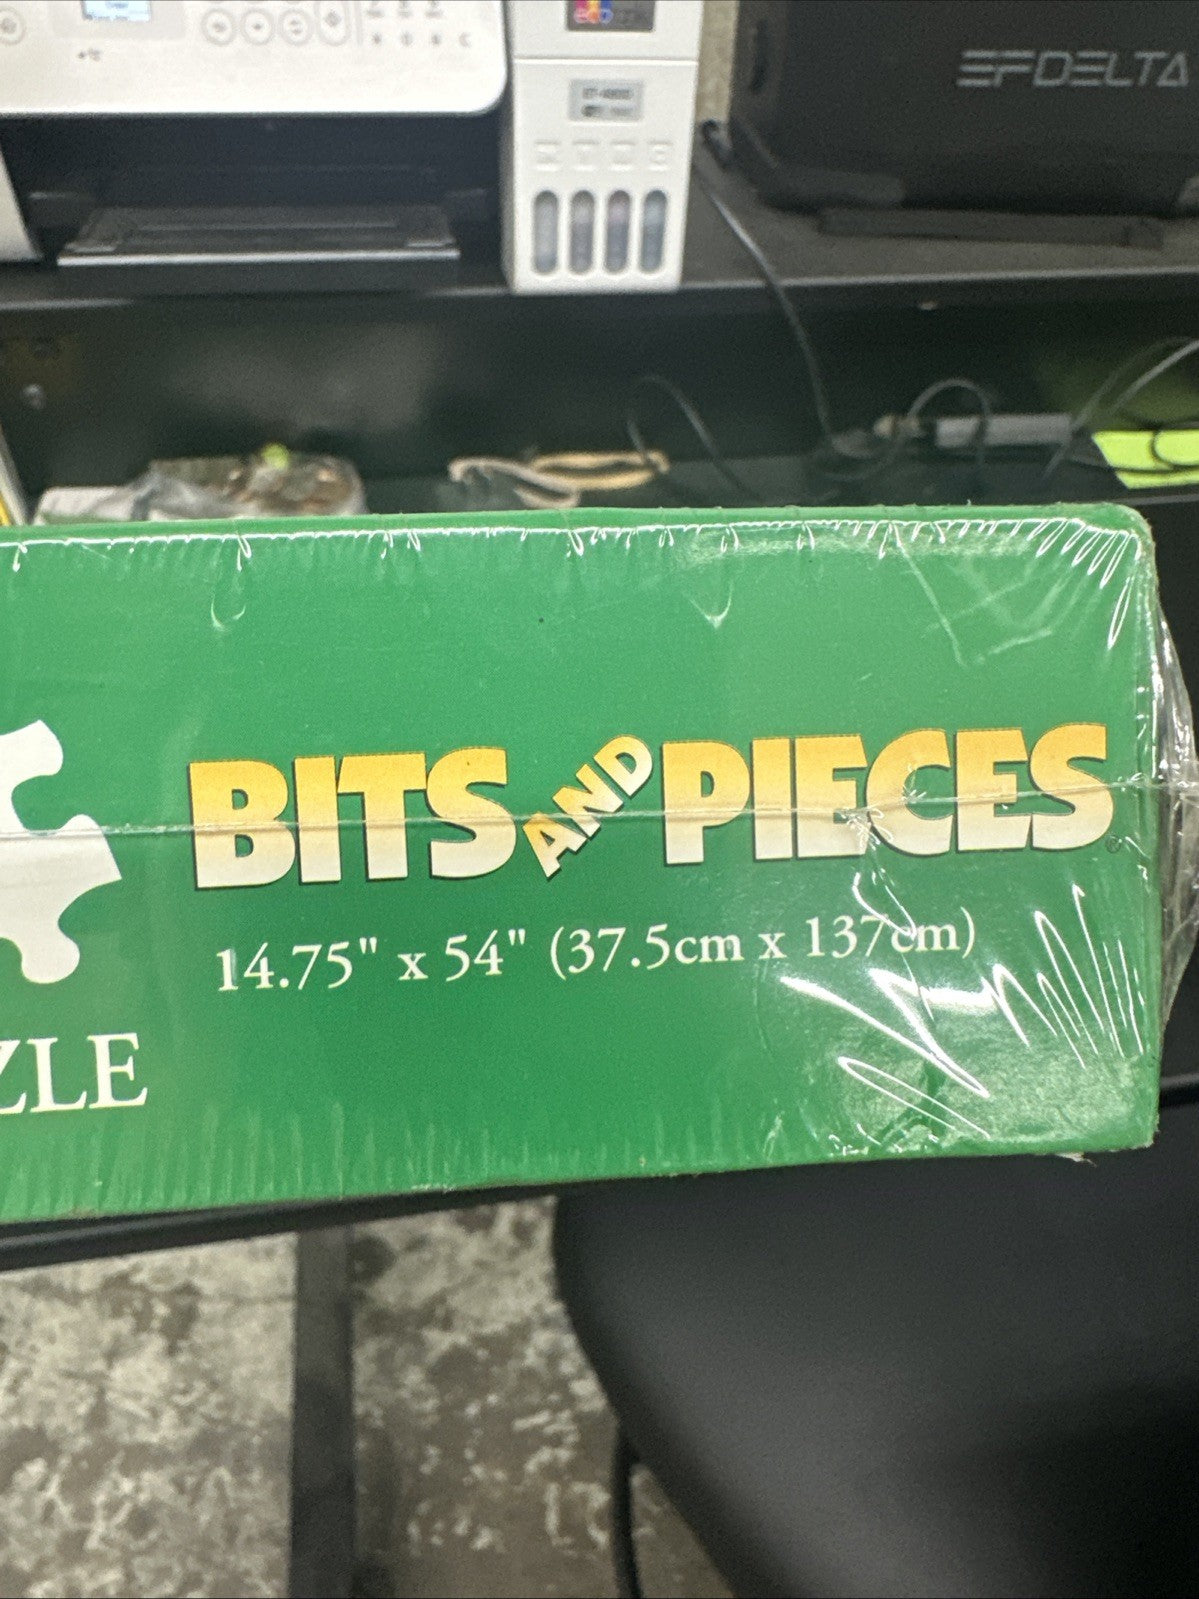 EFDELTA
BITS AND PIECES
14.75" x 54" (37.5cm x 137cm)
ZLE